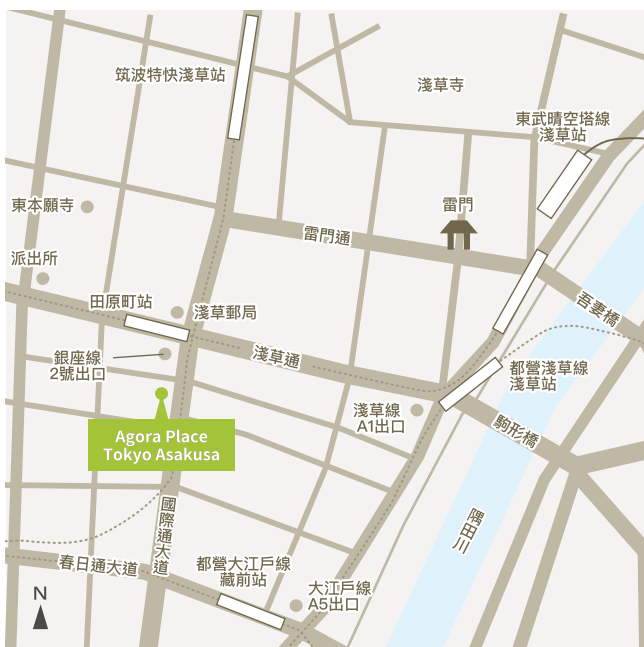 筑波特快淺草站
淺草寺
東武晴空塔線
淺草站
東本願寺
雷門
雷門通
派出所
田原町站
淺草郵局
吾妻橋
銀座線
2號出口
淺草通
都營淺草線
淺草站
淺草線
A1出口
駒形橋
Agora Place
Tokyo Asakusa
國際通大道
隅田川
春日通大道
都營大江戶線
藏前站
大江戶線
A5出口
N